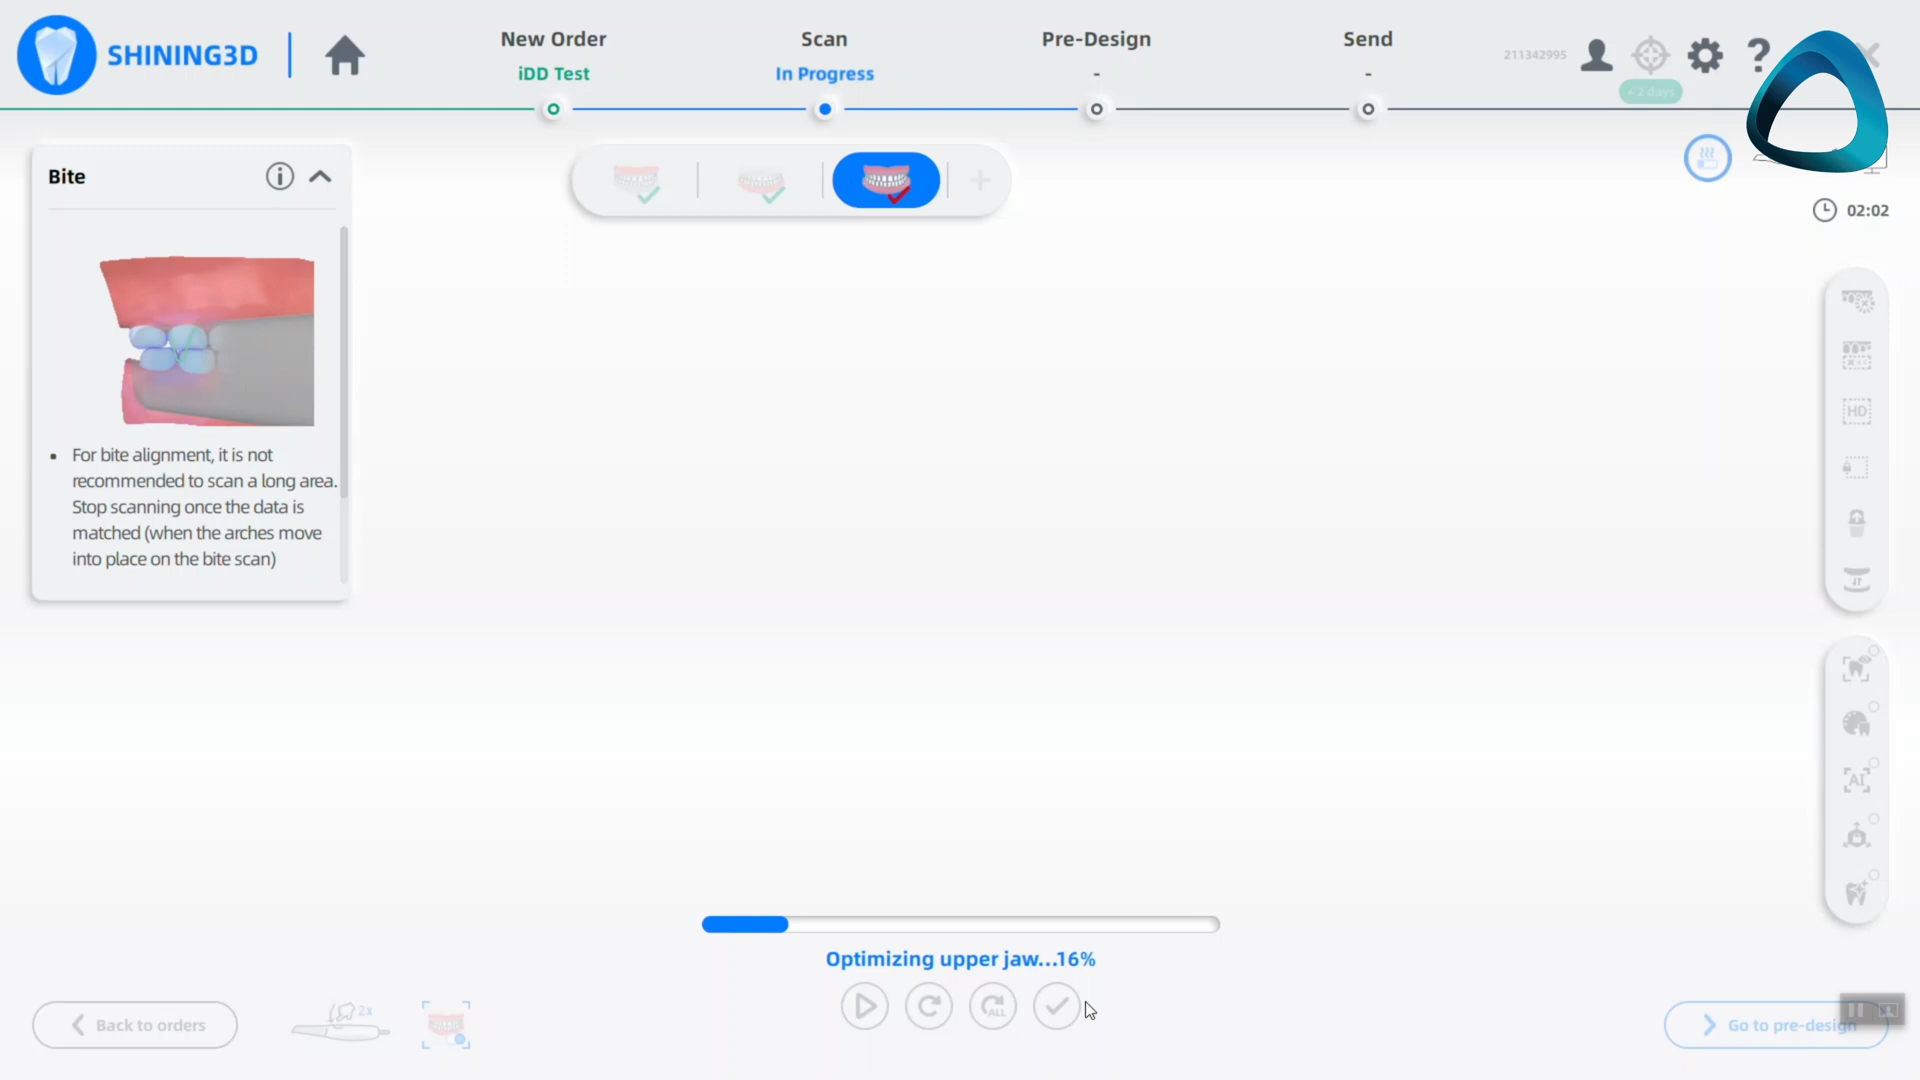 SHINING3D
New Order
iDD Test
Scan
In Progress
Pre-Design
-
Send
-
211342995
?
+ 2 days
02:02
Bite
For bite alignment, it is not
recommended to scan a long area.
Stop scanning once the data is
matched (when the arches move
into place on the bite scan)
HD
AI
Optimizing upper jaw...16%
ALL
Back to orders
2x
Go to pre-design